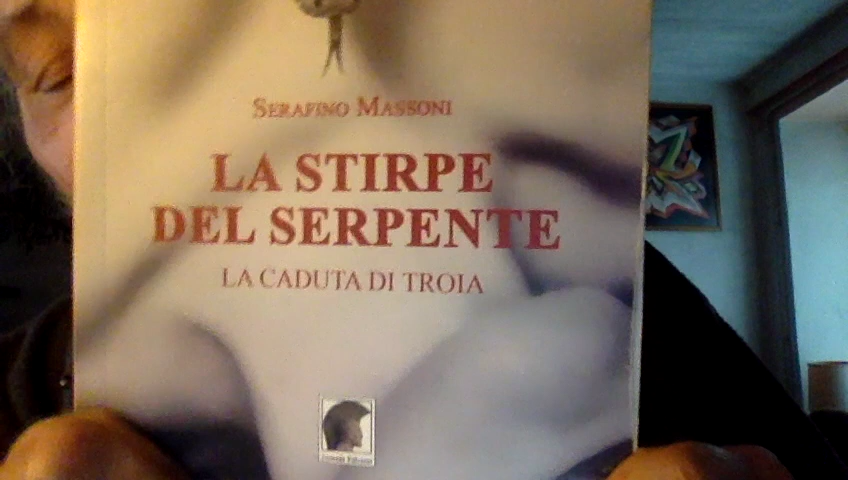 SERAFINO MASSONI
LA STIRPE
DEL SERPENTE
LA CADUTA DI TROIA